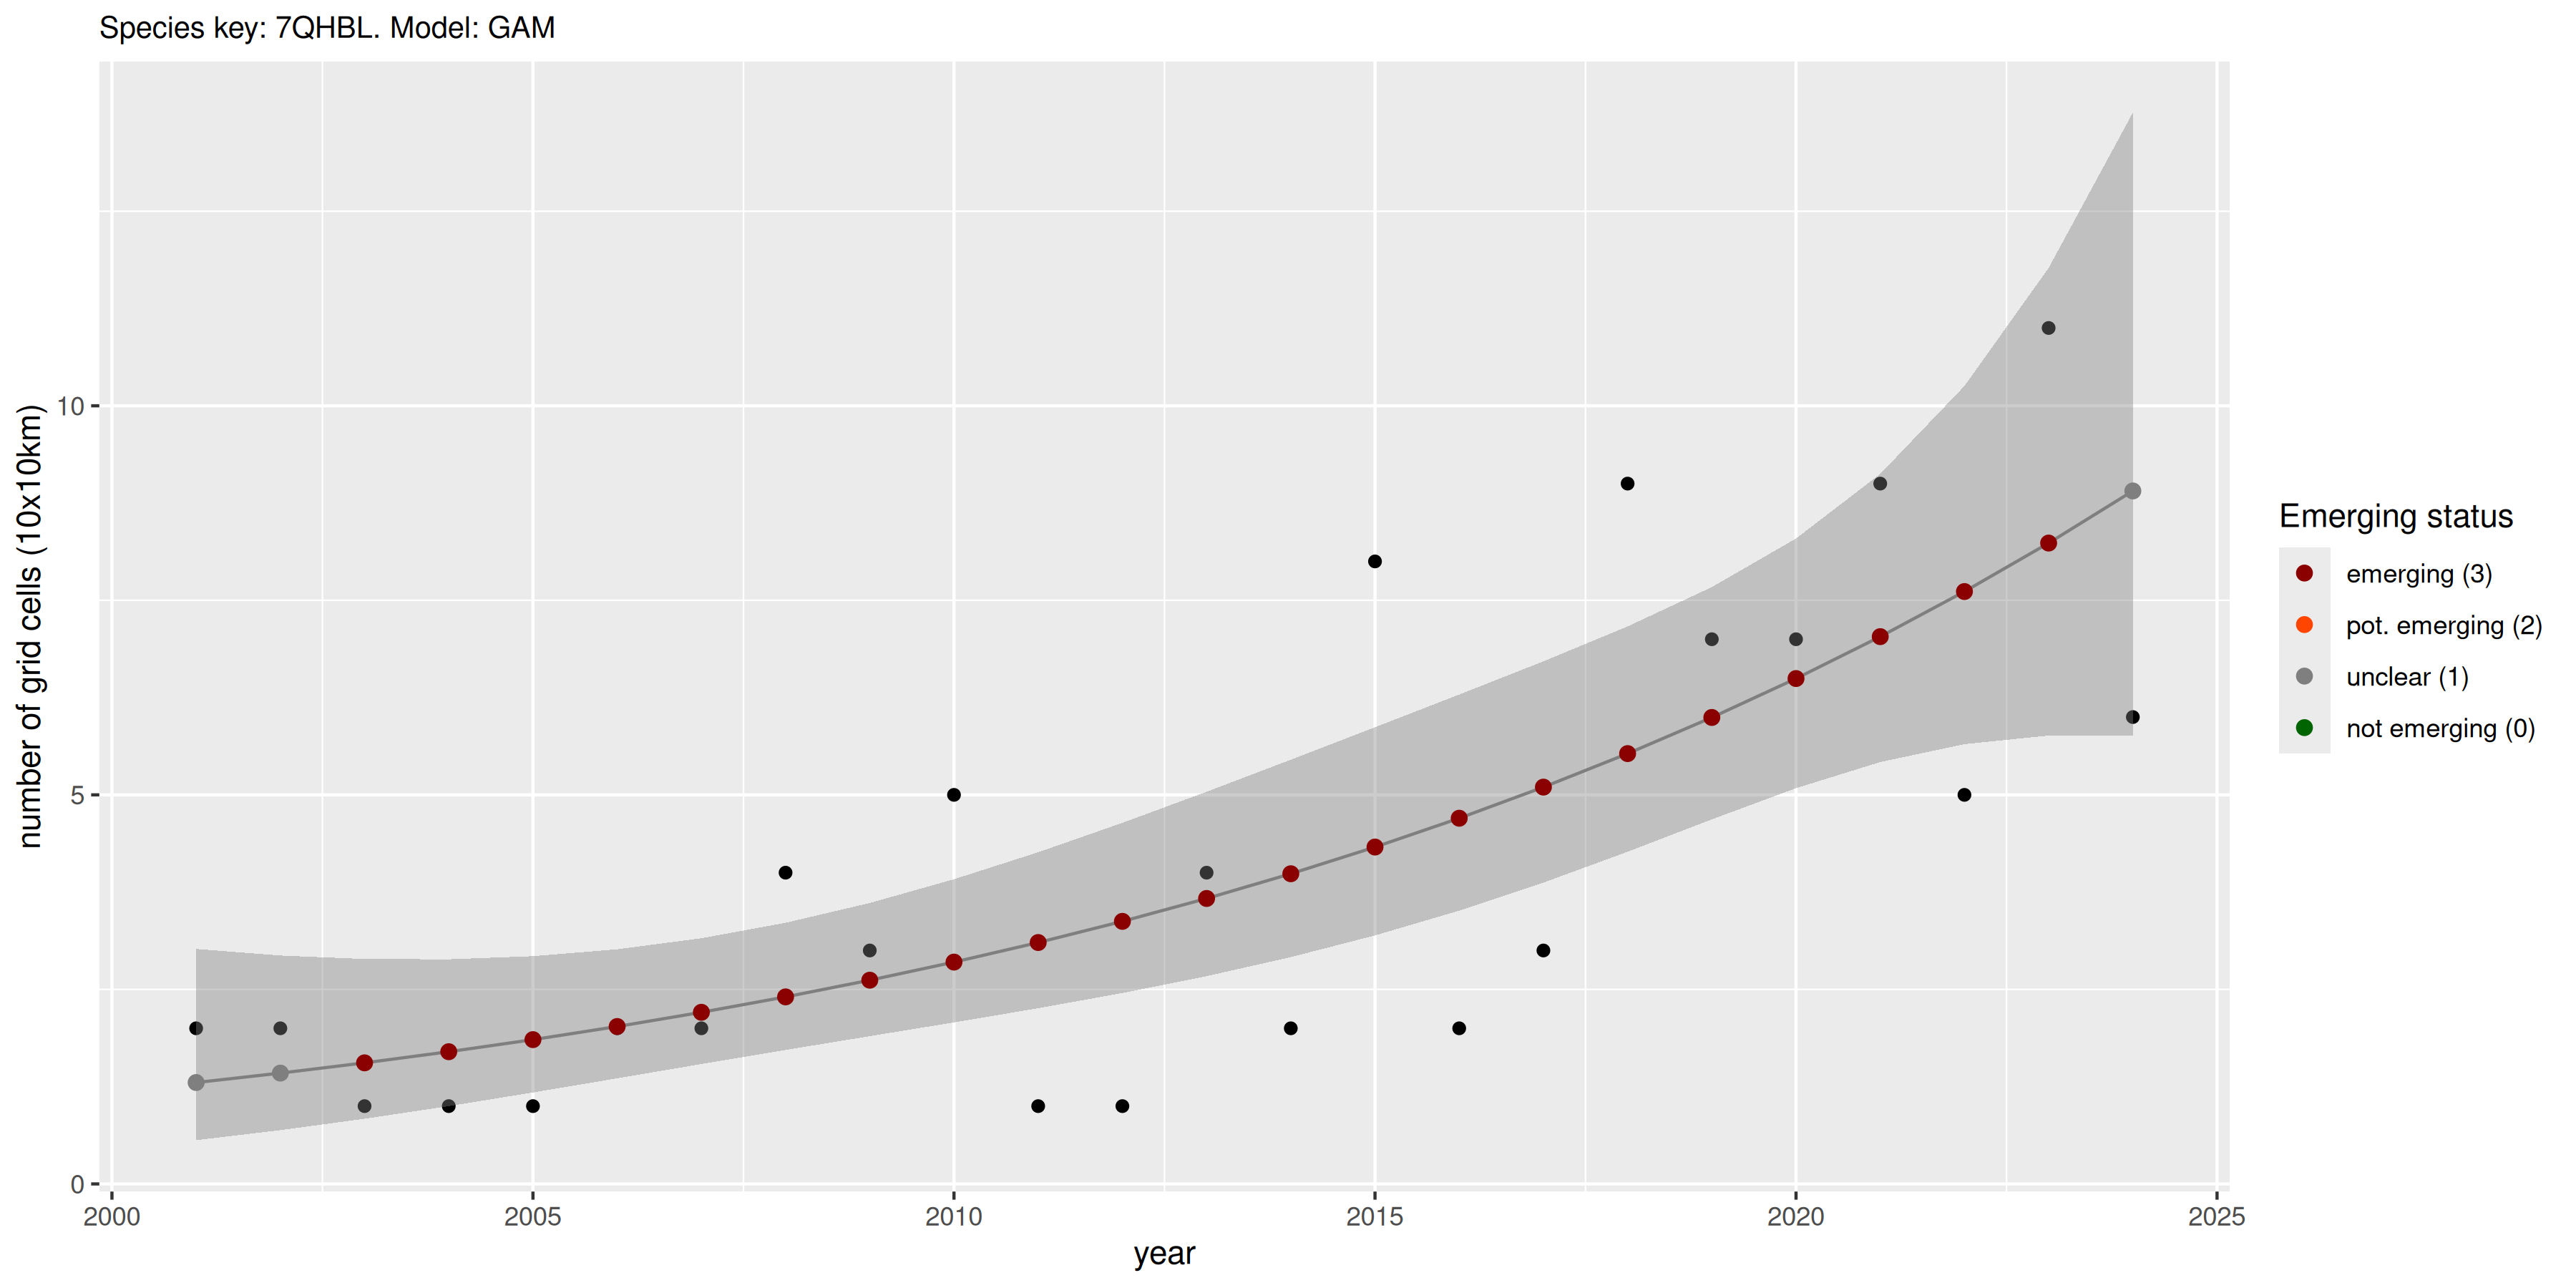 Species key: 7QHBL. Model: GAM
number of grid cells (10x10km)
10
5
0
2000
2005
2010
2015
2020
2025
year
Emerging status
emerging (3)
pot. emerging (2)
unclear (1)
not emerging (0)